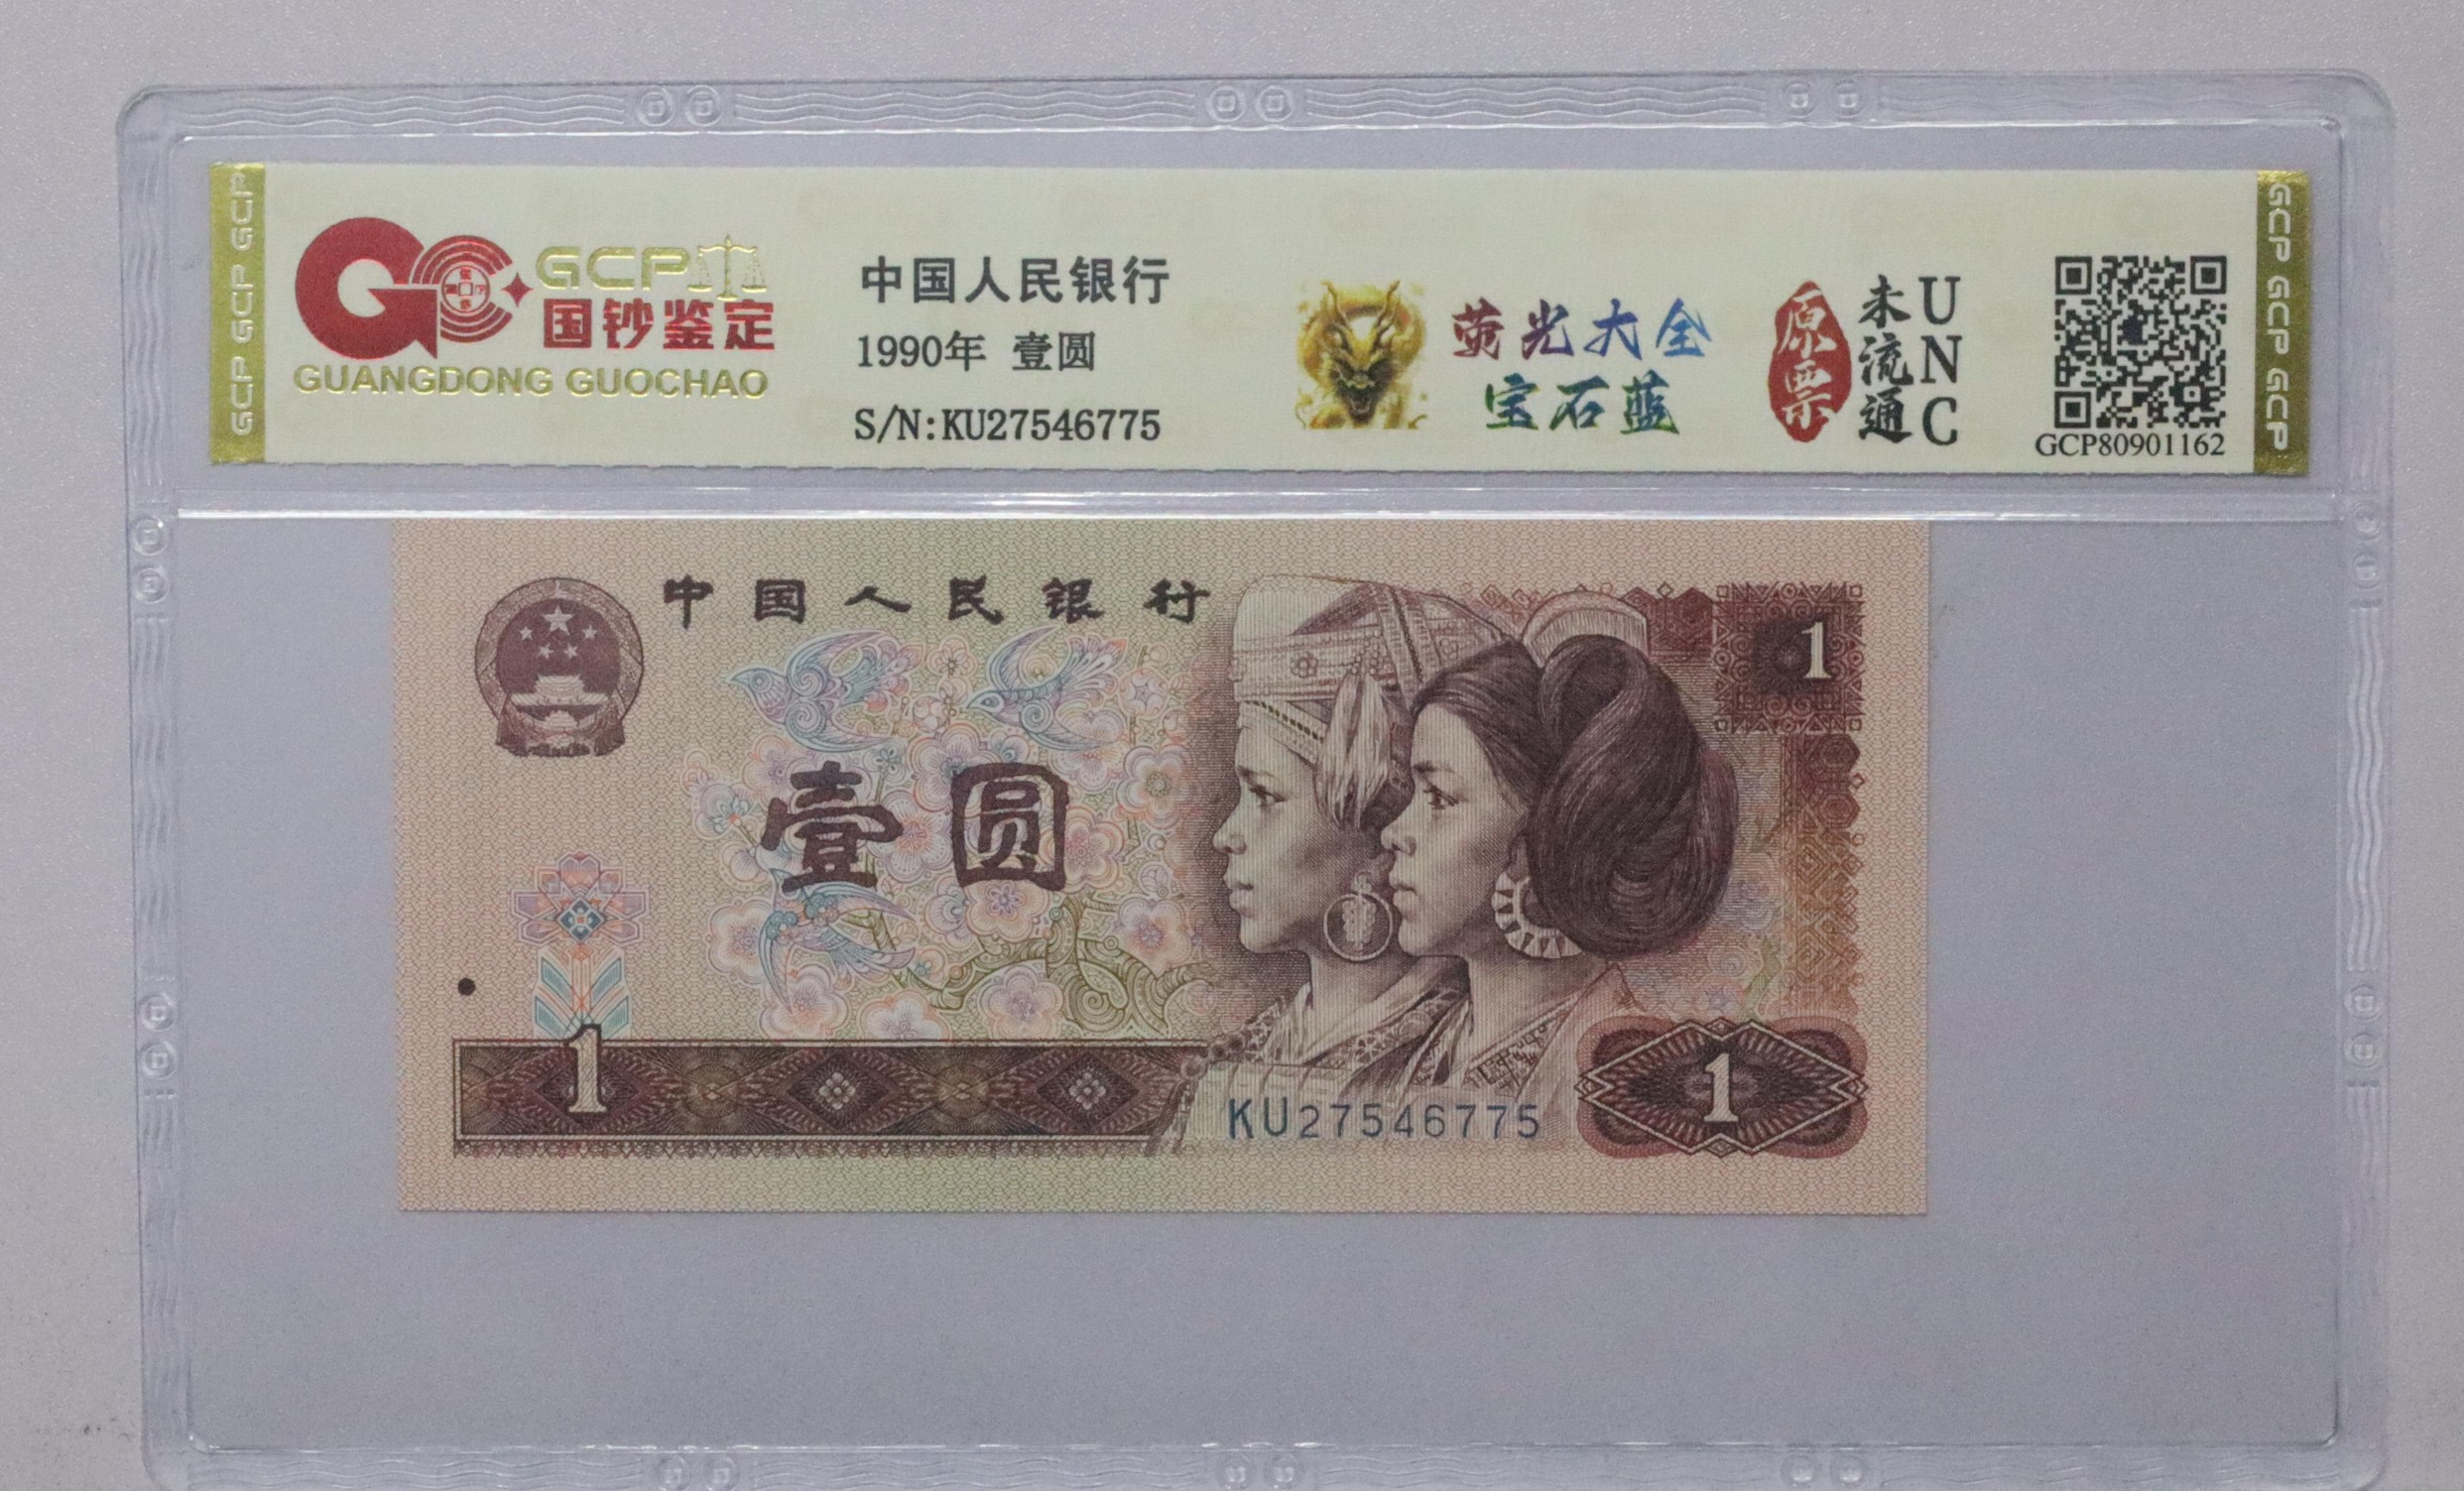 GCP GCP GCP
GCP
国钞鉴定
GUANGDONG GUOCHAO
中国人民银行
1990年 壹圆
S/N:KU27546775
荧光大全
宝石蓝
原票
未流通
UNC
GCP80901162
GCP GCP GCP
中国人民银行
1
壹圆
1
KU27546775
1